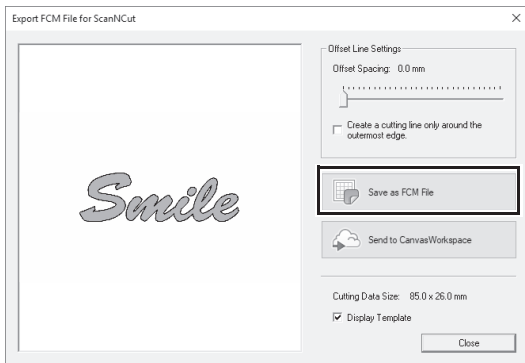 Export FCM File for ScanNCut
Smile
Offset Line Settings
Offset Spacing: 0.0 mm
Create a cutting line only around the
outermost edge.
Save as FCM File
Send to CanvasWorkspace
Cutting Data Size: 85.0 x 26.0 mm
Display Template
Close